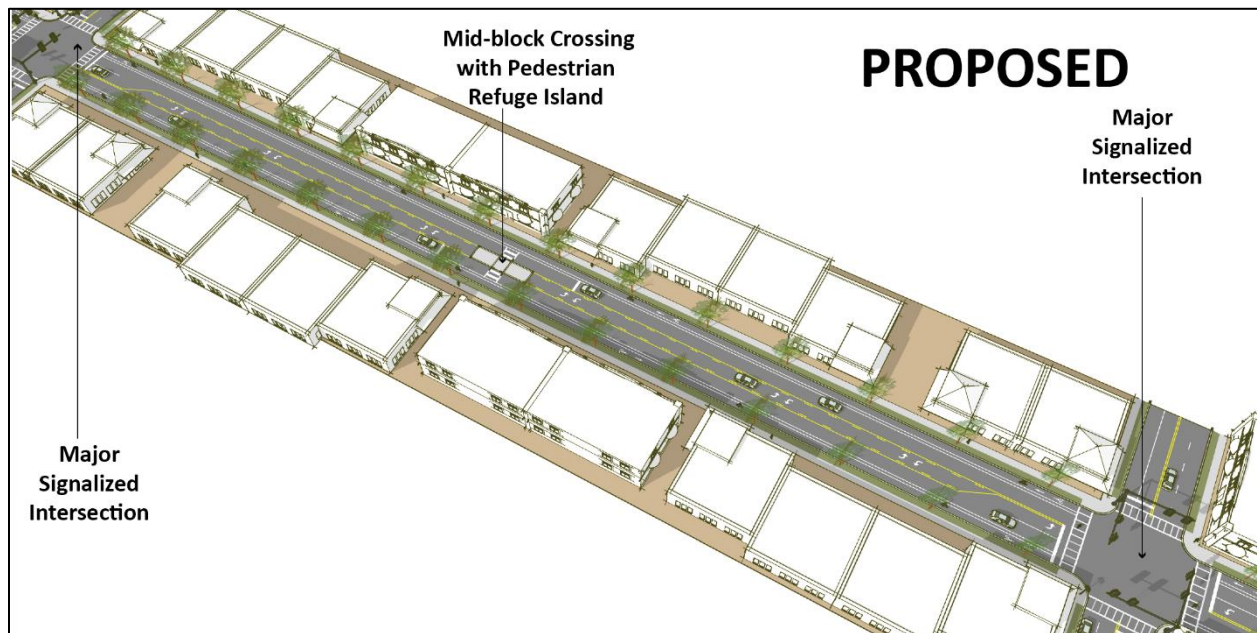 Mid-block Crossing
with Pedestrian
Refuge Island
PROPOSED
Major
Signalized
Intersection
Major
Signalized
Intersection